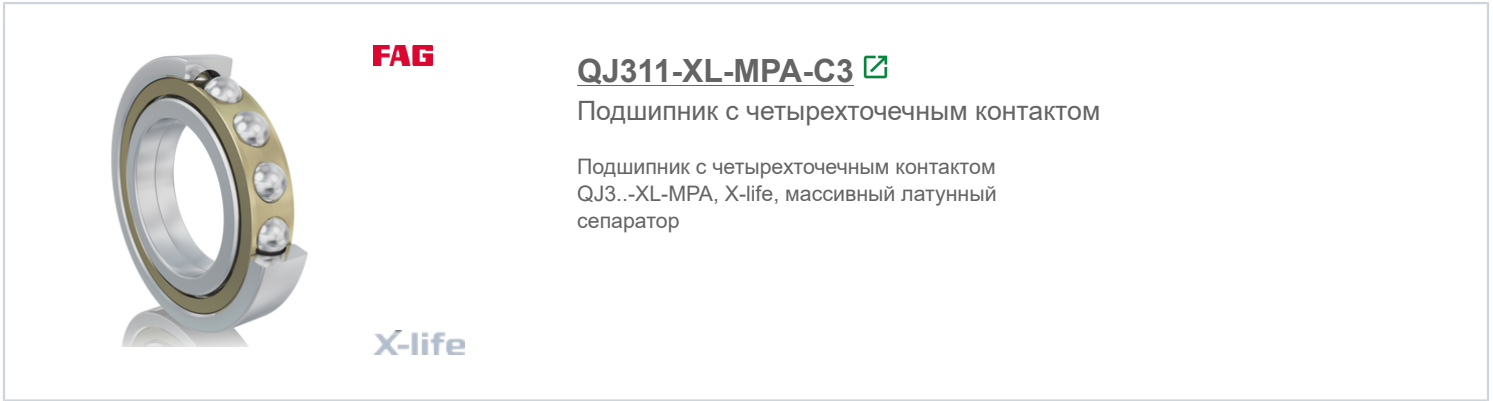 FAG
QJ311-XL-MPA-C3
Подшипник с четырехточечным контактом
Подшипник с четырехточечным контактом
QJ3..-XL-MPA, X-life, массивный латунный
сепаратор
X-life